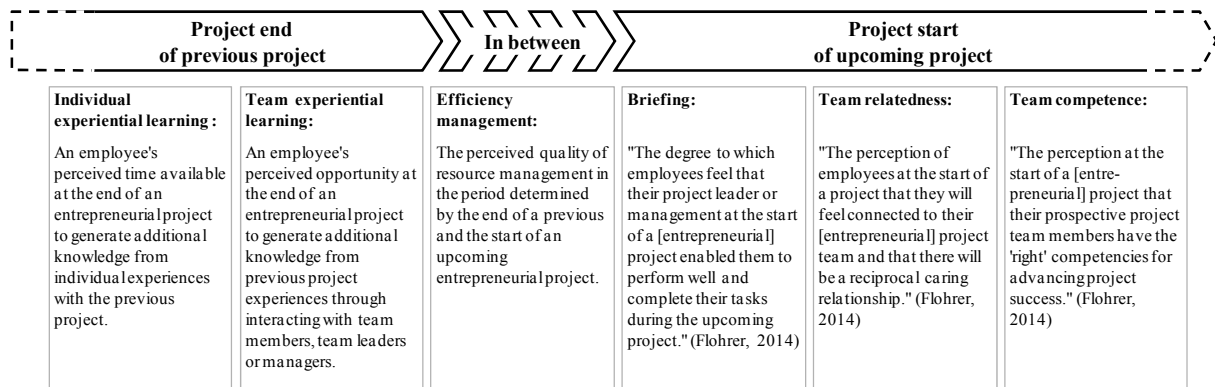 Project end
of previous project
In between
Project start
of upcoming project
Individual
experiential learning :
An employee's
perceived time available
at the end of an
entrepreneurial project
to generate additional
knowledge from
individual experiences
with the previous
project.
Team experiential
learning:
An employee's
perceived opportunity at
the end of an
entrepreneurial project
to generate additional
knowledge from
previous project
experiences through
interacting with team
members, team leaders
or managers.
Efficiency
management:
The perceived quality of
resource management in
the period determined
by the end of a previous
and the start of an
upcoming
entrepreneurial project.
Briefing:
"The degree to which
employees feel that
their project leader or
management at the start
of a [entrepreneurial]
project enabled them to
perform well and
complete their tasks
during the upcoming
project." (Flohrer, 2014)
Team relatedness:
"The perception of
employees at the start of
a project that they will
feel connected to their
[entrepreneurial] project
team and that there will
be a reciprocal caring
relationship." (Flohrer,
2014)
Team competence:
"The perception at the
start of a [entre-
preneurial] project that
their prospective project
team members have the
'right' competencies for
advancing project
success." (Flohrer,
2014)